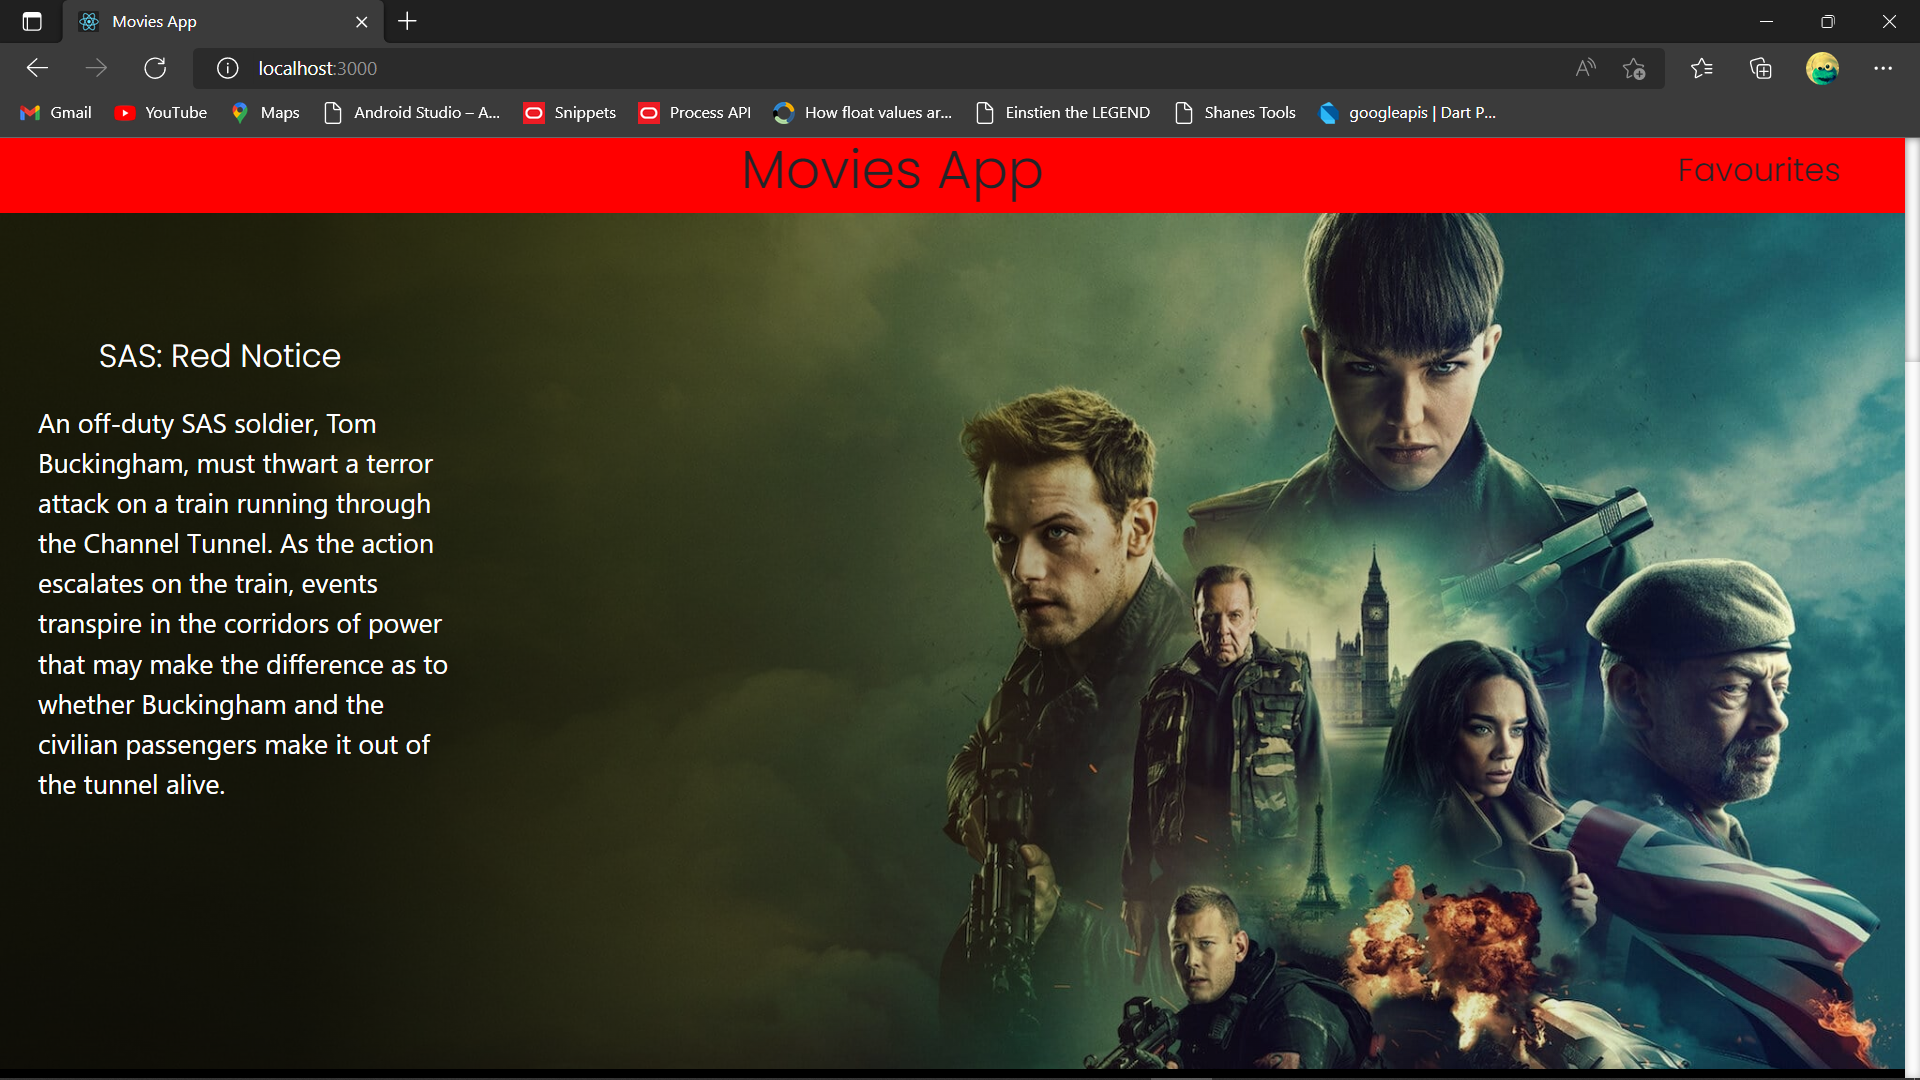 Movies App
localhost:3000
Gmail YouTube Maps Android Studio – A... Snippets Process API How float values ar... Einstien the LEGEND Shanes Tools googleapis | Dart P...
Movies App Favourites
SAS: Red Notice
An off-duty SAS soldier, Tom
Buckingham, must thwart a terror
attack on a train running through
the Channel Tunnel. As the action
escalates on the train, events
transpire in the corridors of power
that may make the difference as to
whether Buckingham and the
civilian passengers make it out of
the tunnel alive.